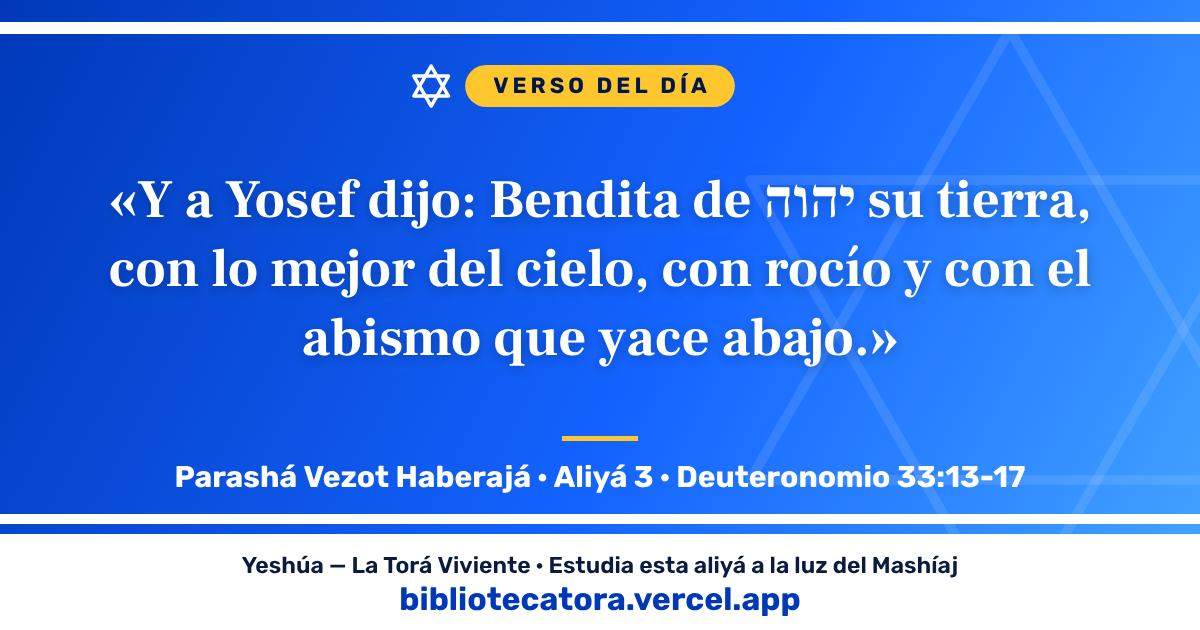 VERSO DEL DÍA
«Y a Yosef dijo: Bendita de יהוה su tierra,
con lo mejor del cielo, con rocío y con el
abismo que yace abajo.»
Parashá Vezot Haberajá • Aliyá 3 • Deuteronomio 33:13-17
Yeshúa — La Torá Viviente • Estudia esta aliyá a la luz del Mashíaj
bibliotecatora.vercel.app